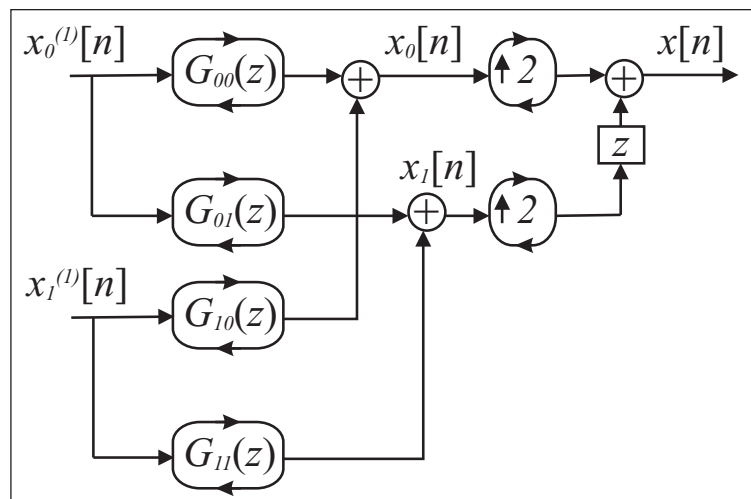 x₀⁽¹⁾[n] G₀₀(z) + x₀[n] ↑ 2 + x[n]
z
G₀₁(z) x₁[n] + ↑ 2
x₁⁽¹⁾[n] G₁₀(z)
G₁₁(z)